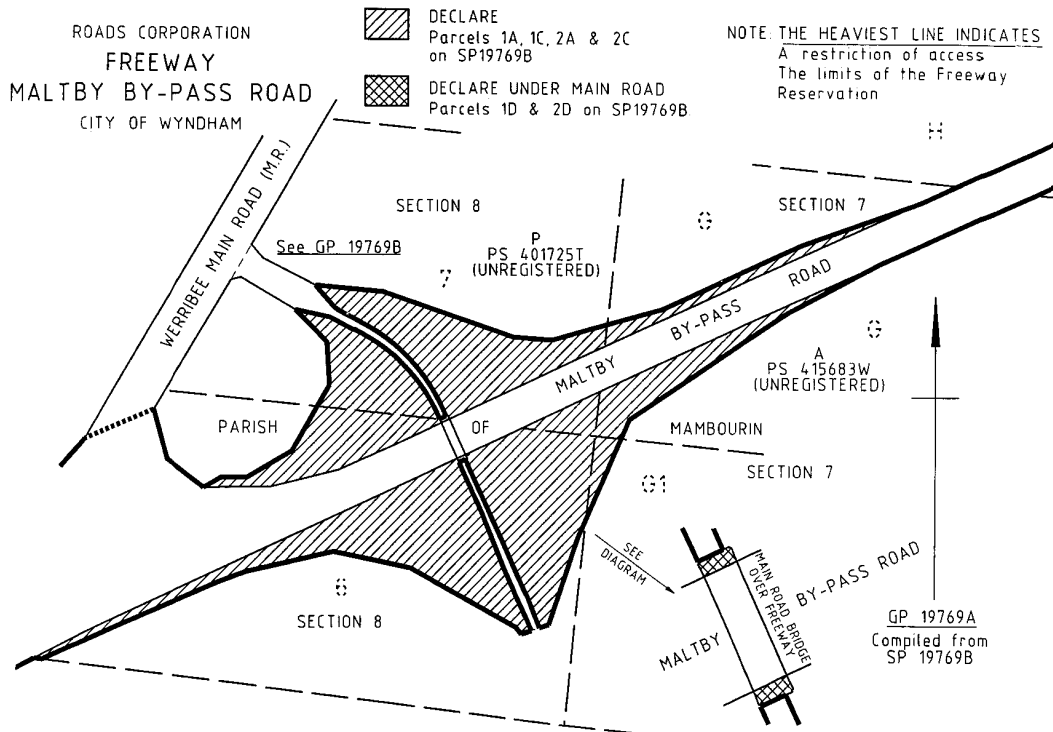 ROADS CORPORATION
FREEWAY
MALTBY BY-PASS ROAD
CITY OF WYNDHAM
DECLARE
Parcels 1A, 1C, 2A & 2C
on SP19769B
DECLARE UNDER MAIN ROAD
Parcels 1D & 2D on SP19769B
NOTE: THE HEAVIEST LINE INDICATES
A restriction of access
The limits of the Freeway
Reservation
WERRIBEE MAIN ROAD (M.R.)
See GP 19769B
SECTION 8
P
PS 401725T
(UNREGISTERED)
7
G
SECTION 7
H
MALTBY BY-PASS ROAD
G
A
PS 415683W
(UNREGISTERED)
PARISH OF MAMBOURIN
SECTION 7
G1
6
SECTION 8
SEE
DIAGRAM
MAIN ROAD BRIDGE
OVER FREEWAY
MALTBY BY-PASS ROAD
GP 19769A
Compiled from
SP 19769B